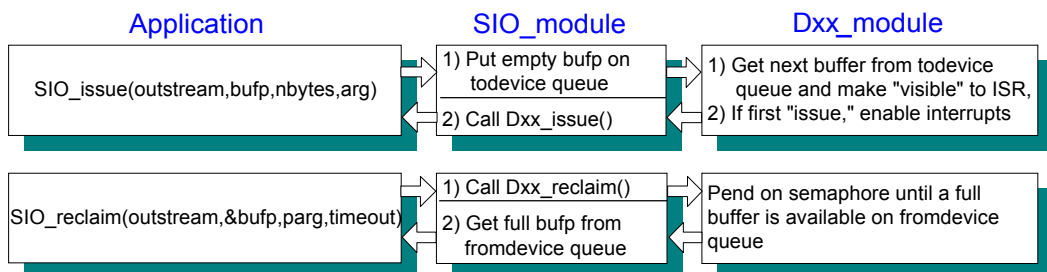 Application
SIO_module
Dxx_module
SIO_issue(outstream,bufp,nbytes,arg)
1) Put empty bufp on
todevice queue
2) Call Dxx_issue()
1) Get next buffer from todevice
queue and make "visible" to ISR,
2) If first "issue," enable interrupts
SIO_reclaim(outstream,&bufp,parg,timeout)
1) Call Dxx_reclaim()
2) Get full bufp from
fromdevice queue
Pend on semaphore until a full
buffer is available on fromdevice
queue